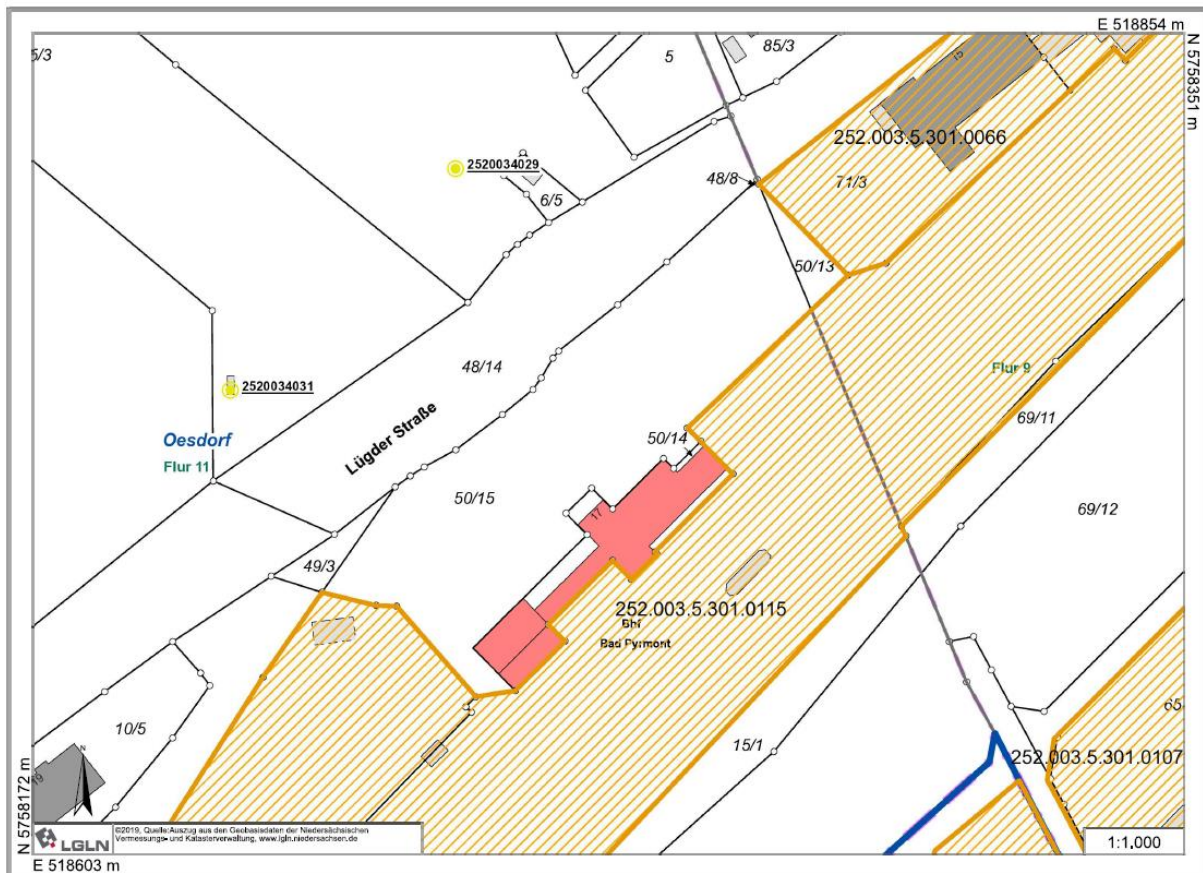 E 518854 m
N 5758351 m
5/3
5
85/3
15
252.003.5.301.0066
2520034029
48/8
71/3
6/5
50/13
48/14
Flur 9
2520034031
69/11
Oesdorf
Flur 11
Lügder Straße
50/14
50/15
17
69/12
49/3
252.003.5.301.0115
Bhf
Bad Pyrmont
65
10/5
15/1
252.003.5.301.0107
19
N
N 5758172 m
©2019, Quelle:Auszug aus den Geobasisdaten der Niedersächsischen
Vermessungs- und Katasterverwaltung, www.lgln.niedersachsen.de
LGLN
1:1.000
E 518603 m